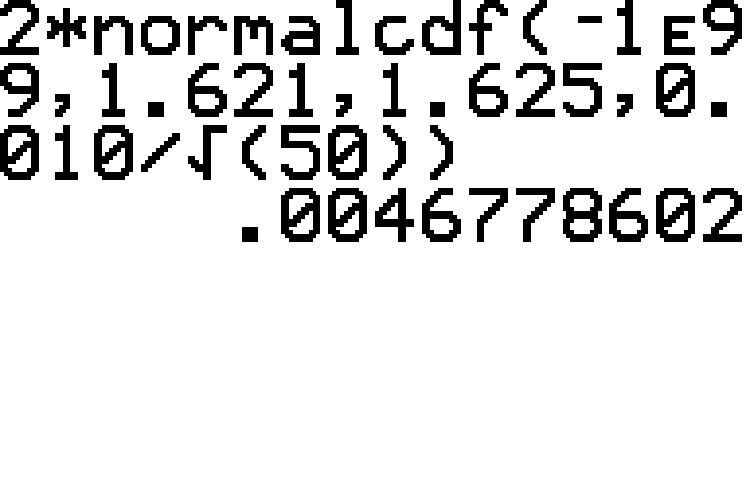 2*normalcdf(⁻1ᴇ9
9,1.621,1.625,0.
010/√(50))
.0046778602